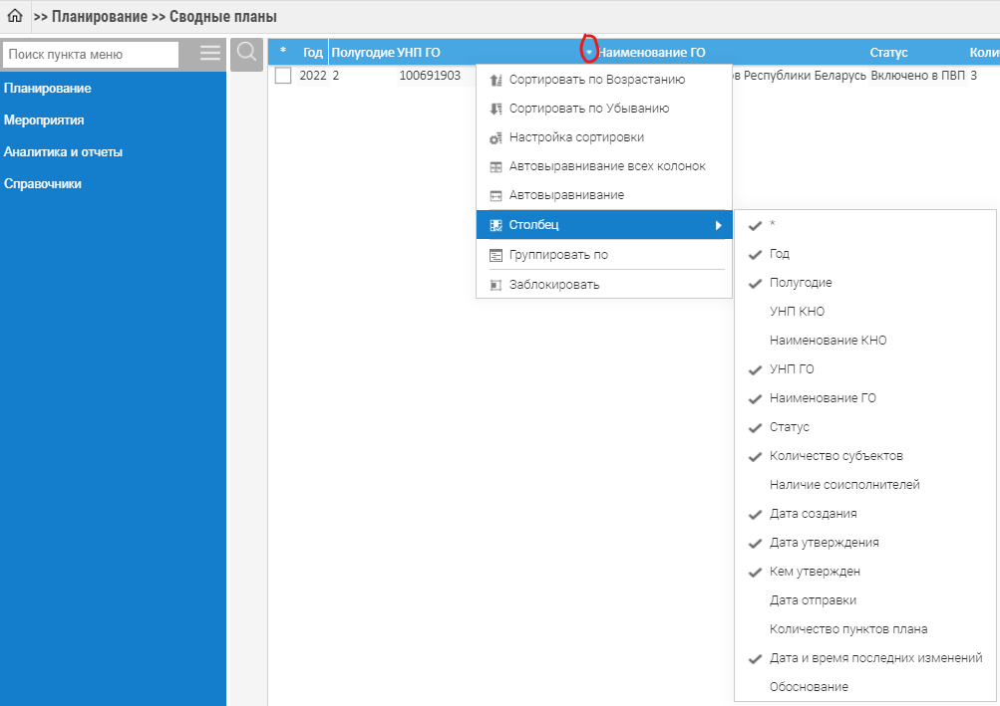 >> Планирование >> Сводные планы
Поиск пункта меню
Планирование
Мероприятия
Аналитика и отчеты
Справочники
* Год Полугодие УНП ГО Наименование ГО Статус Коли
2022 2 100691903 в Республики Беларусь Включено в ПВП 3
Сортировать по Возрастанию
Сортировать по Убыванию
Настройка сортировки
Автовыравнивание всех колонок
Автовыравнивание
Столбец
Группировать по
Заблокировать
*
Год
Полугодие
УНП КНО
Наименование КНО
УНП ГО
Наименование ГО
Статус
Количество субъектов
Наличие соисполнителей
Дата создания
Дата утверждения
Кем утвержден
Дата отправки
Количество пунктов плана
Дата и время последних изменений
Обоснование